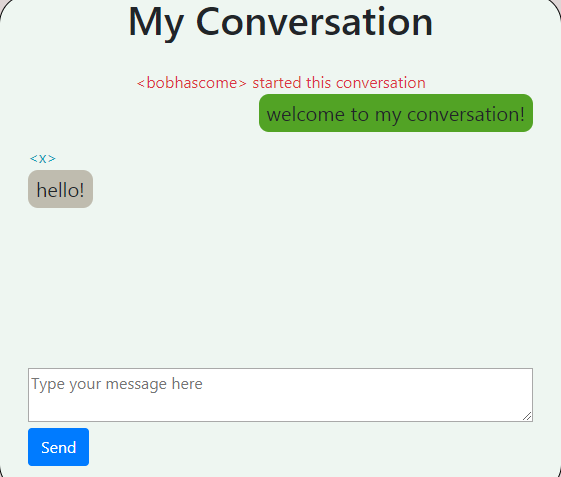 My Conversation
<bobhascome> started this conversation
welcome to my conversation!
<x>
hello!
Type your message here
Send